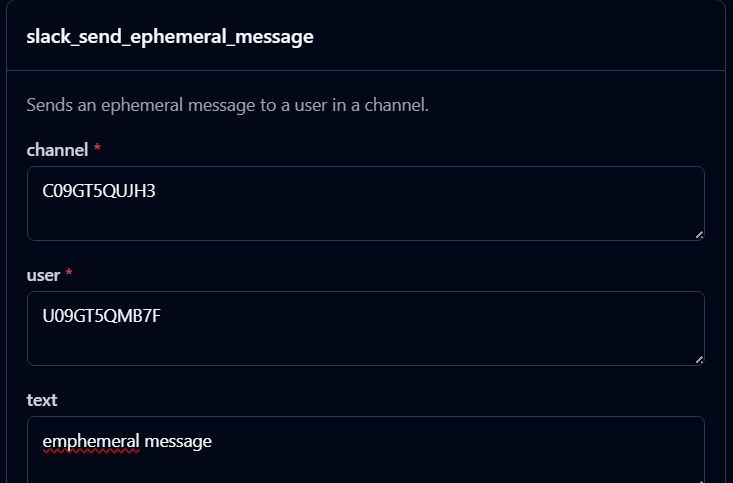 slack_send_ephemeral_message
Sends an ephemeral message to a user in a channel.
channel *
C09GT5QUJH3
user *
U09GT5QMB7F
text
emphemeral message